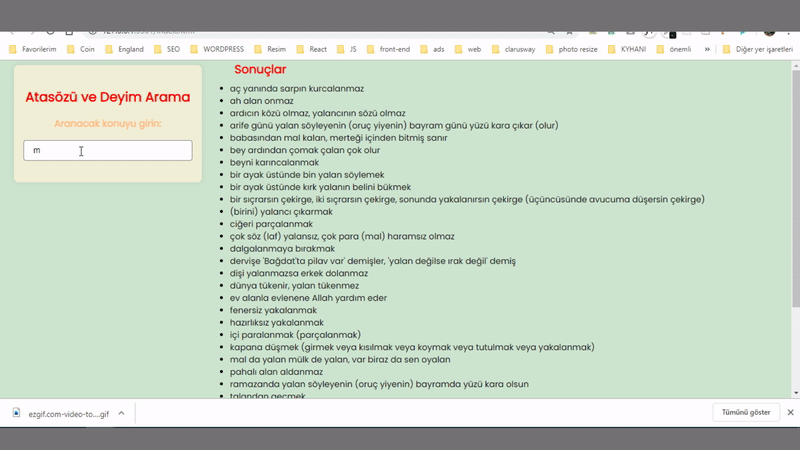 Favorilerim Coin England SEO WORDPRESS Resim React JS front-end ads web clarusway photo resize KYHANI önemli » Diğer yer işaretleri
Atasözü ve Deyim Arama
Aranacak konuyu girin:
m
Sonuçlar
aç yanında sarpın kurcalanmaz
ah alan onmaz
ardıcın közü olmaz, yalancının sözü olmaz
arife günü yalan söyleyenin (oruç yiyenin) bayram günü yüzü kara çıkar (olur)
babasından mal kalan, merteği içinden bitmiş sanır
bey ardından çomak çalan çok olur
beyni karıncalanmak
bir ayak üstünde bin yalan söylemek
bir ayak üstünde kırk yalanın belini bükmek
bir sıçrarsın çekirge, iki sıçrarsın çekirge, sonunda yakalanırsın çekirge (üçüncüsünde avucuma düşersin çekirge)
(birini) yalancı çıkarmak
ciğeri parçalanmak
çok söz (laf) yalansız, çok para (mal) haramsız olmaz
dalgalanmaya bırakmak
dervişe 'Bağdat'ta pilav var' demişler, 'yalan değilse ırak değil' demiş
dişi yalanmazsa erkek dolanmaz
dünya tükenir, yalan tükenmez
ev alanla evlenene Allah yardım eder
fenersiz yakalanmak
hazırlıksız yakalanmak
içi paralanmak (parçalanmak)
kapana düşmek (girmek veya kısılmak veya koymak veya tutulmak veya yakalanmak)
mal da yalan mülk de yalan, var biraz da sen oyalan
pahalı alan aldanmaz
ramazanda yalan söyleyenin (oruç yiyenin) bayramda yüzü kara olsun
talandan geçmek
ezgif.com-video-to....gif
Tümünü göster